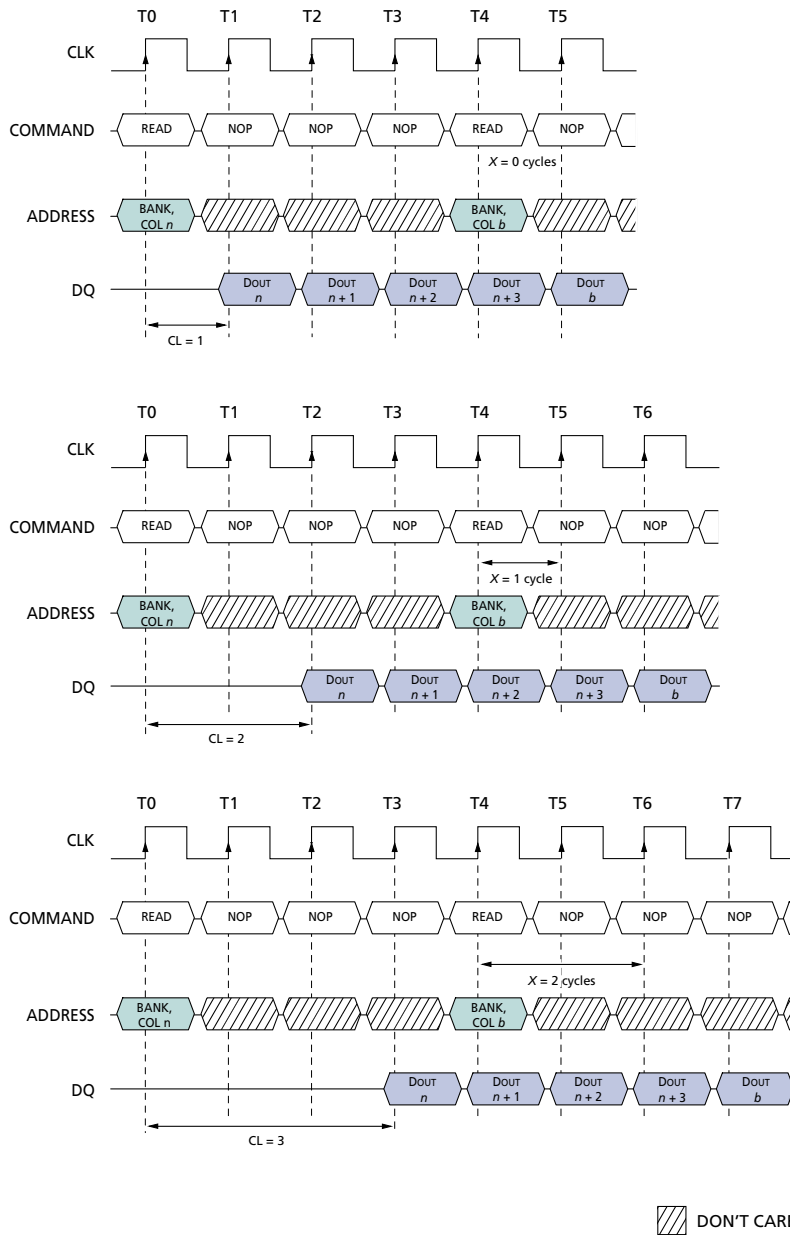 T0 T1 T2 T3 T4 T5
CLK
COMMAND READ NOP NOP NOP READ NOP
X = 0 cycles
ADDRESS BANK, COL n BANK, COL b
DQ DOUT n DOUT n + 1 DOUT n + 2 DOUT n + 3 DOUT b
CL = 1
T0 T1 T2 T3 T4 T5 T6
CLK
COMMAND READ NOP NOP NOP READ NOP NOP
X = 1 cycle
ADDRESS BANK, COL n BANK, COL b
DQ DOUT n DOUT n + 1 DOUT n + 2 DOUT n + 3 DOUT b
CL = 2
T0 T1 T2 T3 T4 T5 T6 T7
CLK
COMMAND READ NOP NOP NOP READ NOP NOP NOP
X = 2 cycles
ADDRESS BANK, COL n BANK, COL b
DQ DOUT n DOUT n + 1 DOUT n + 2 DOUT n + 3 DOUT b
CL = 3
DON'T CARE